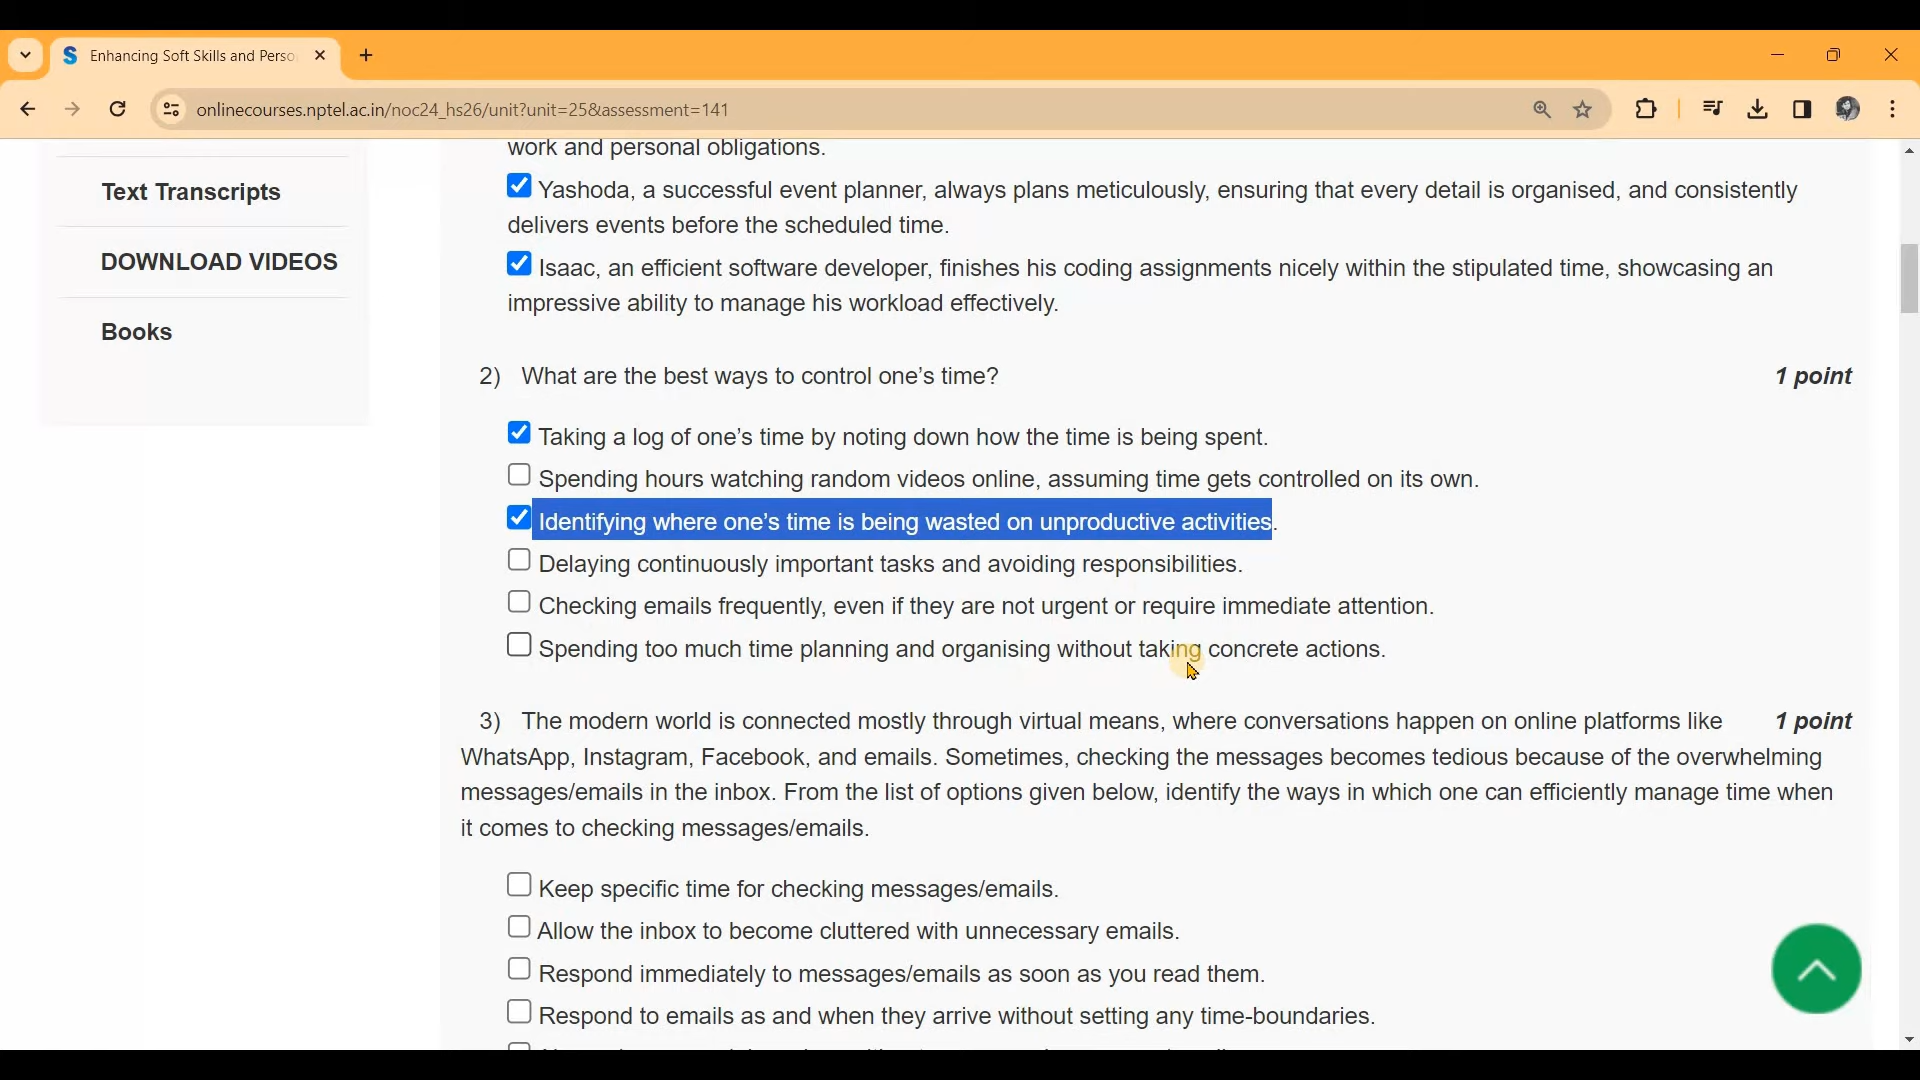 Enhancing Soft Skills and Perso
onlinecourses.nptel.ac.in/noc24_hs26/unit?unit=25&assessment=141
Text Transcripts
DOWNLOAD VIDEOS
Books
work and personal obligations.
Yashoda, a successful event planner, always plans meticulously, ensuring that every detail is organised, and consistently
delivers events before the scheduled time.
Isaac, an efficient software developer, finishes his coding assignments nicely within the stipulated time, showcasing an
impressive ability to manage his workload effectively.
2) What are the best ways to control one’s time? 1 point
Taking a log of one’s time by noting down how the time is being spent.
Spending hours watching random videos online, assuming time gets controlled on its own.
Identifying where one’s time is being wasted on unproductive activities.
Delaying continuously important tasks and avoiding responsibilities.
Checking emails frequently, even if they are not urgent or require immediate attention.
Spending too much time planning and organising without taking concrete actions.
3) The modern world is connected mostly through virtual means, where conversations happen on online platforms like 1 point
WhatsApp, Instagram, Facebook, and emails. Sometimes, checking the messages becomes tedious because of the overwhelming
messages/emails in the inbox. From the list of options given below, identify the ways in which one can efficiently manage time when
it comes to checking messages/emails.
Keep specific time for checking messages/emails.
Allow the inbox to become cluttered with unnecessary emails.
Respond immediately to messages/emails as soon as you read them.
Respond to emails as and when they arrive without setting any time-boundaries.